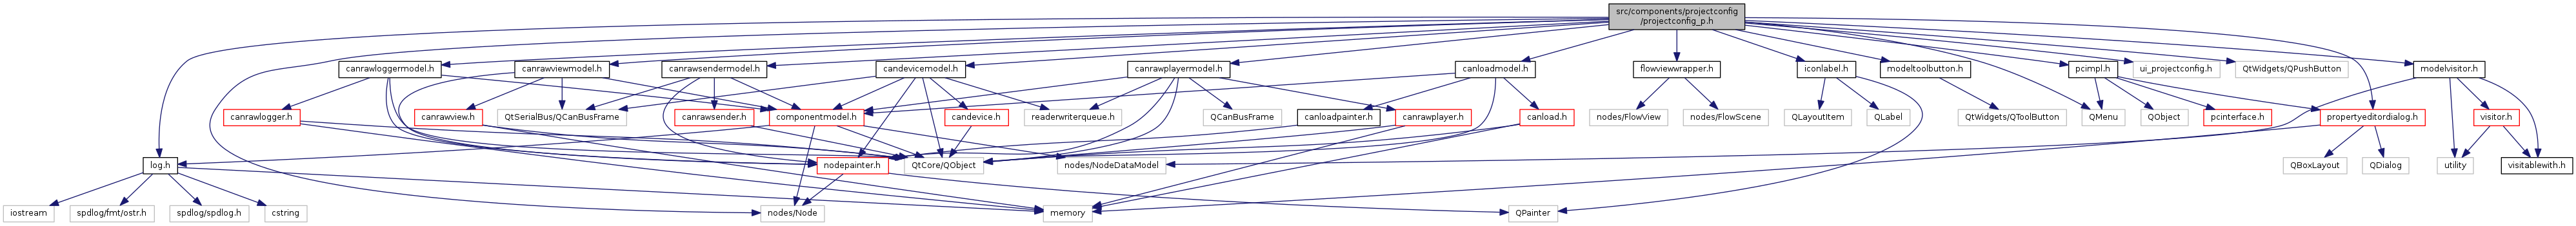 src/components/projectconfig
/projectconfig_p.h
canrawloggermodel.h
canrawviewmodel.h
canrawsendermodel.h
candevicemodel.h
canrawplayermodel.h
canloadmodel.h
flowviewwrapper.h
iconlabel.h
modeltoolbutton.h
pcimpl.h
ui_projectconfig.h
QtWidgets/QPushButton
modelvisitor.h
canrawlogger.h
canrawview.h
QtSerialBus/QCanBusFrame
canrawsender.h
componentmodel.h
candevice.h
readerwriterqueue.h
QCanBusFrame
canloadpainter.h
canrawplayer.h
canload.h
nodes/FlowView
nodes/FlowScene
QLayoutItem
QLabel
QtWidgets/QToolButton
QMenu
QObject
pcinterface.h
propertyeditordialog.h
visitor.h
log.h
nodepainter.h
QtCore/QObject
nodes/NodeDataModel
QBoxLayout
QDialog
utility
visitablewith.h
iostream
spdlog/fmt/ostr.h
spdlog/spdlog.h
cstring
nodes/Node
memory
QPainter